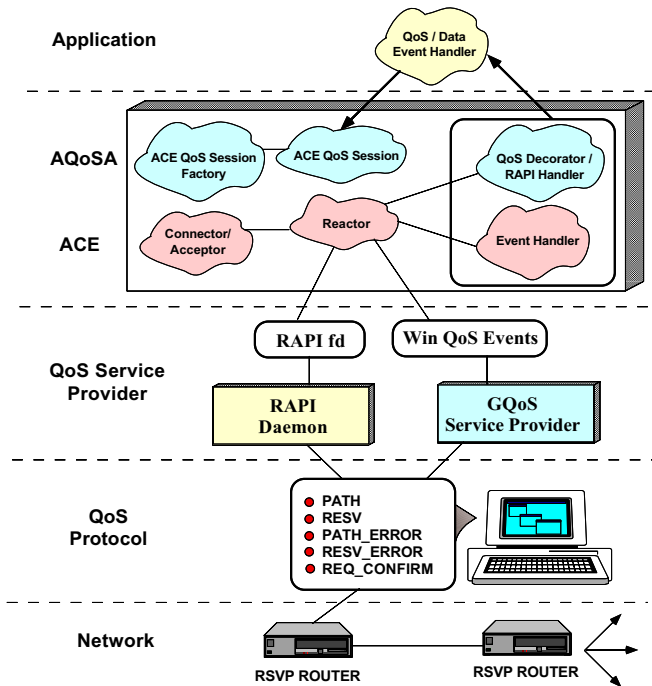 Application
QoS / Data
Event Handler
AQoSA
ACE QoS Session
Factory
ACE QoS Session
QoS Decorator /
RAPI Handler
ACE
Connector/
Acceptor
Reactor
Event Handler
RAPI fd
Win QoS Events
QoS Service
Provider
RAPI
Daemon
GQoS
Service Provider
QoS
Protocol
PATH
RESV
PATH_ERROR
RESV_ERROR
REQ_CONFIRM
Network
RSVP ROUTER
RSVP ROUTER